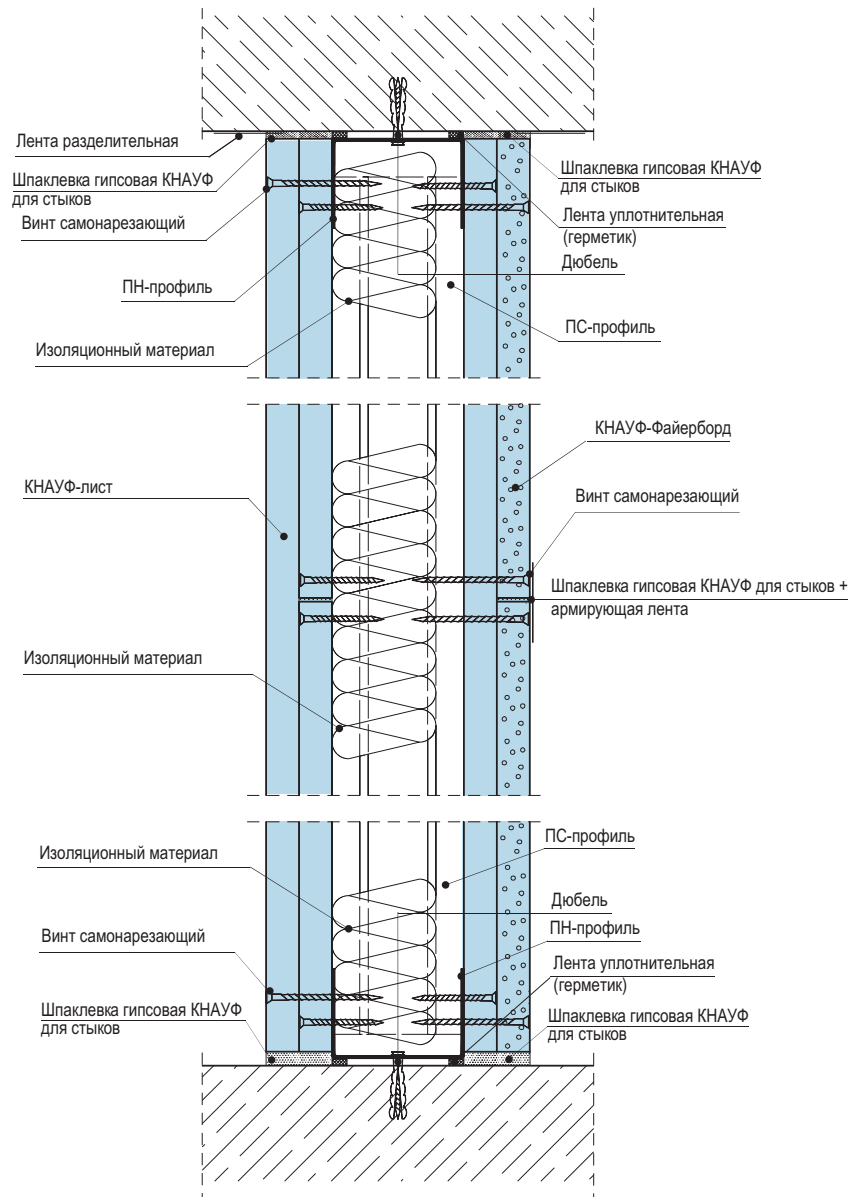 Лента разделительная
Шпаклевка гипсовая КНАУФ
для стыков
Винт самонарезающий
ПН-профиль
Изоляционный материал
Шпаклевка гипсовая КНАУФ
для стыков
Лента уплотнительная
(герметик)
Дюбель
ПС-профиль
КНАУФ-Файерборд
КНАУФ-лист
Винт самонарезающий
Шпаклевка гипсовая КНАУФ для стыков +
армирующая лента
Изоляционный материал
Изоляционный материал
Винт самонарезающий
Шпаклевка гипсовая КНАУФ
для стыков
ПС-профиль
Дюбель
ПН-профиль
Лента уплотнительная
(герметик)
Шпаклевка гипсовая КНАУФ
для стыков